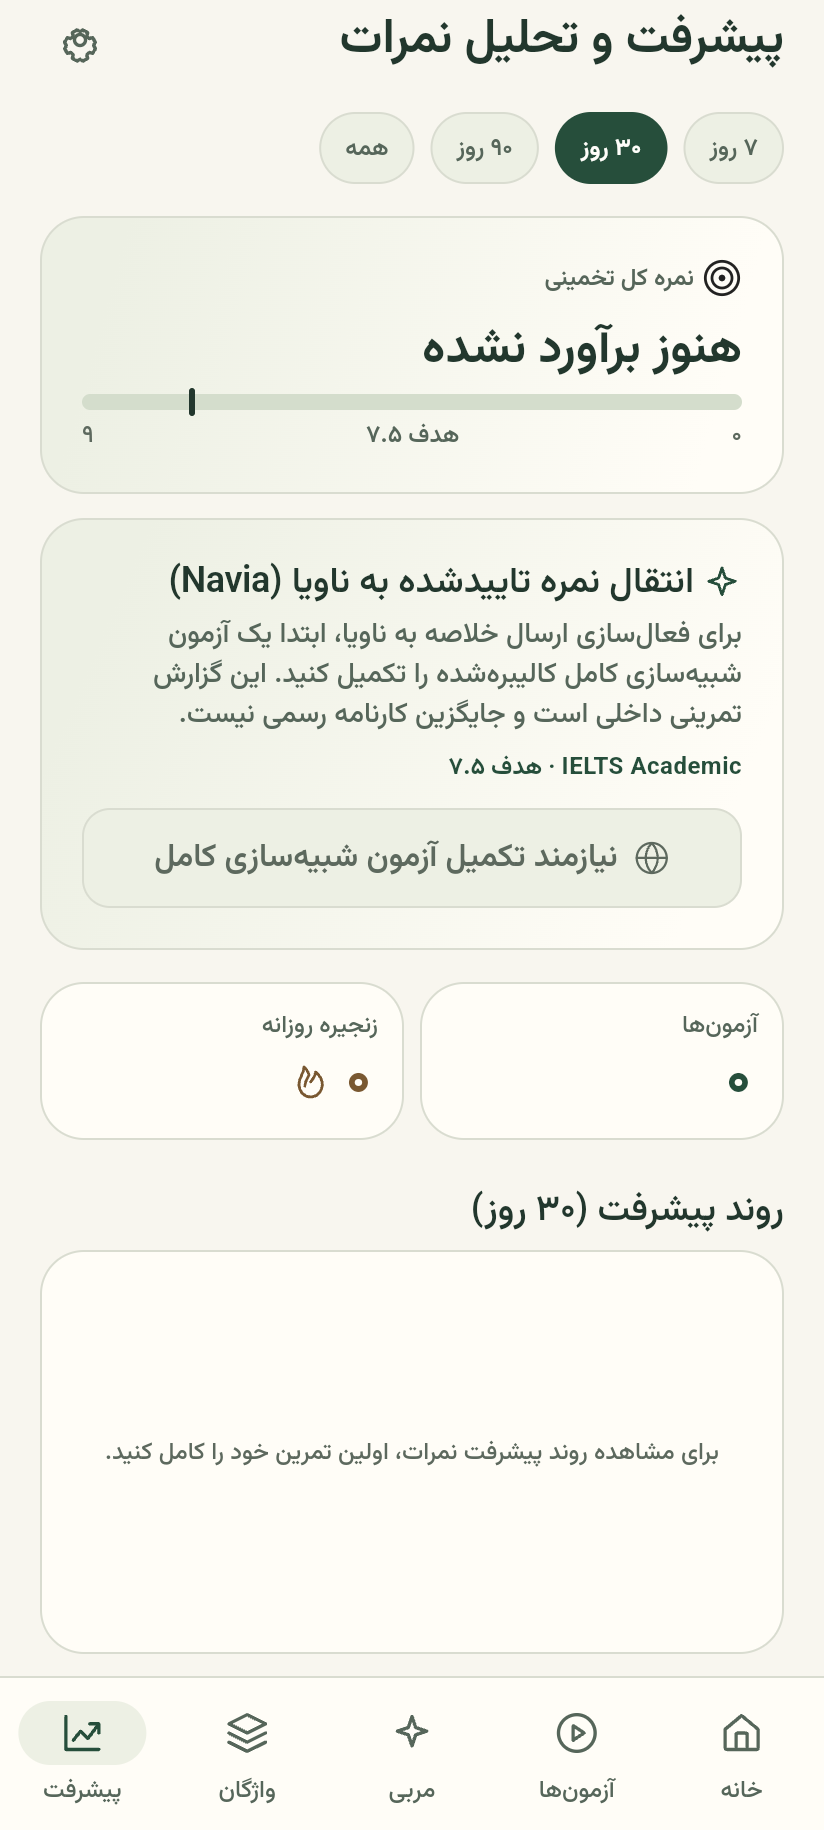 پیشرفت و تحلیل نمرات
۷ روز
۳۰ روز
۹۰ روز
همه
نمره کل تخمینی
هنوز برآورد نشده
۰
هدف ۷.۵
۹
انتقال نمره تاییدشده به ناویا (Navia)
برای فعال‌سازی ارسال خلاصه به ناویا، ابتدا یک آزمون
شبیه‌سازی کامل کالیبره‌شده را تکمیل کنید. این گزارش
تمرینی داخلی است و جایگزین کارنامه رسمی نیست.
IELTS Academic · هدف ۷.۵
نیازمند تکمیل آزمون شبیه‌سازی کامل
آزمون‌ها
۰
زنجیره روزانه
۰
روند پیشرفت (۳۰ روز)
برای مشاهده روند پیشرفت نمرات، اولین تمرین خود را کامل کنید.
خانه
آزمون‌ها
مربی
واژگان
پیشرفت